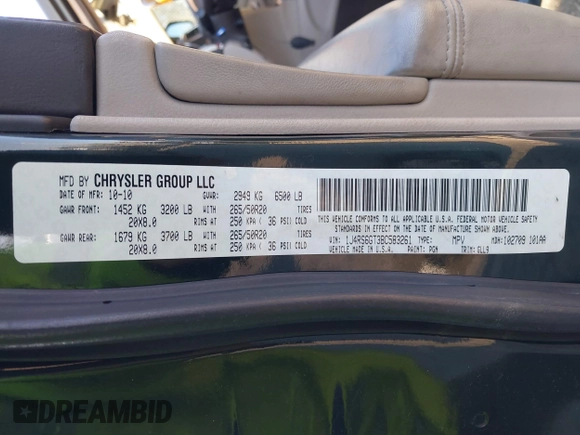 MFD BY CHRYSLER GROUP LLC
DATE OF MFR: 10-10 GVWR: 2949 KG 6500 LB
GAWR FRONT: 1452 KG 3200 LB WITH 265/50R20 TIRES
20X8.0 RIMS AT 250 KPA ( 36 PSI) COLD
GAWR REAR: 1679 KG 3700 LB WITH 265/50R20 TIRES
20X8.0 RIMS AT 250 KPA ( 36 PSI) COLD
THIS VEHICLE CONFORMS TO ALL APPLICABLE U.S.A. FEDERAL MOTOR VEHICLE SAFETY
STANDARDS IN EFFECT ON THE DATE OF MANUFACTURE SHOWN ABOVE.
VIN: 1J4RS6GT3BC583261 TYPE: MPV MDH:102709 101AA
VEHICLE MADE IN U.S.A. PAINT: PGN TRIM: GLL9
DREAMBID